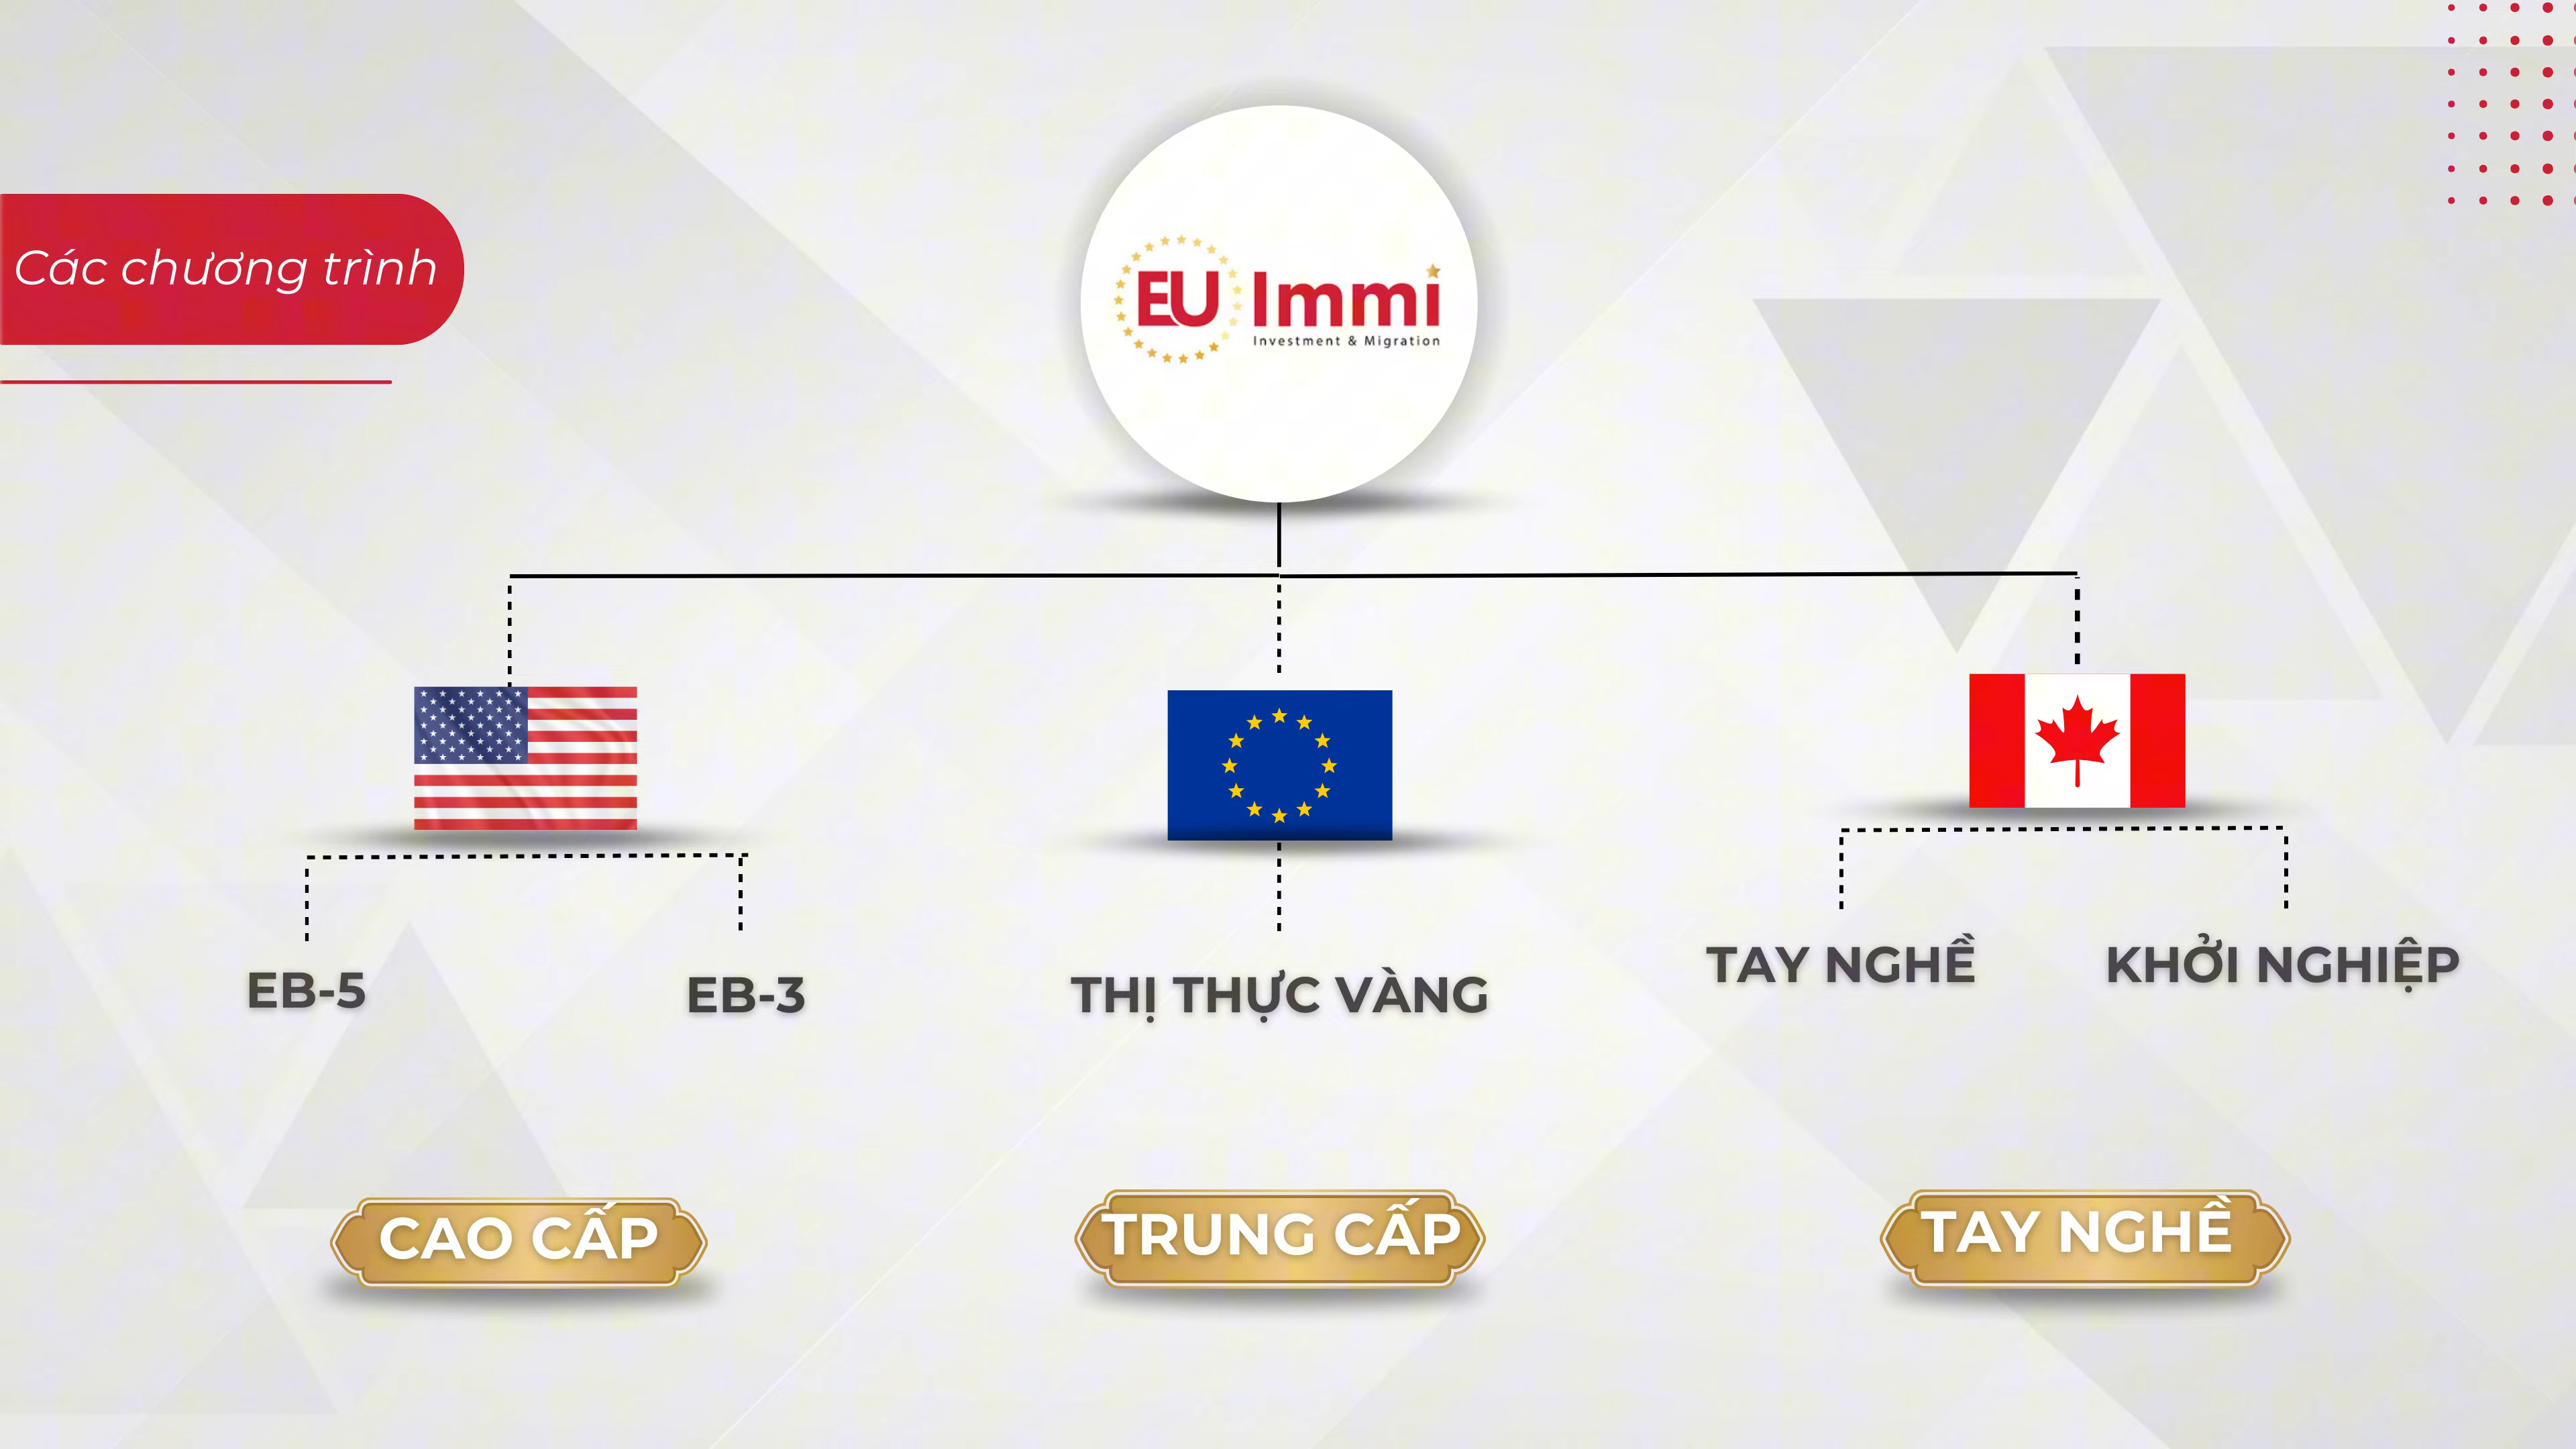 Các chương trình
EU Immi
Investment & Migration
EB-5
EB-3
THỊ THỰC VÀNG
TAY NGHỀ
KHỞI NGHIỆP
CAO CẤP
TRUNG CẤP
TAY NGHỀ